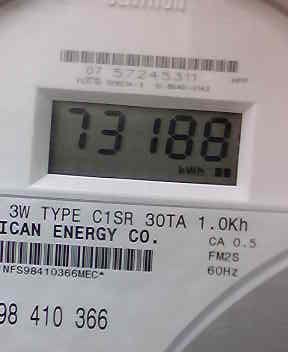 07 57245311
73188
kWh
3W TYPE C1SR 30TA 1.0Kh
ICAN ENERGY CO.
CA 0.5
FM2S
60Hz
NFS98410366MEC*
98 410 366